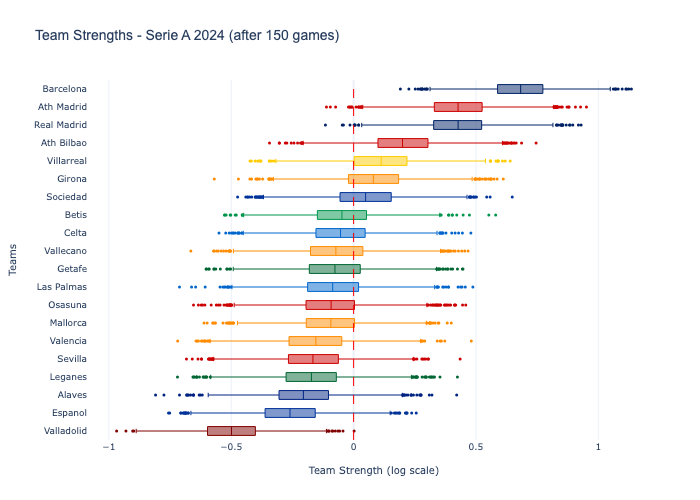 Team Strengths - Serie A 2024 (after 150 games)
Barcelona
Ath Madrid
Real Madrid
Ath Bilbao
Villarreal
Girona
Sociedad
Betis
Celta
Vallecano
Getafe
Las Palmas
Osasuna
Mallorca
Valencia
Sevilla
Leganes
Alaves
Espanol
Valladolid
Teams
−1
−0.5
0
0.5
1
Team Strength (log scale)